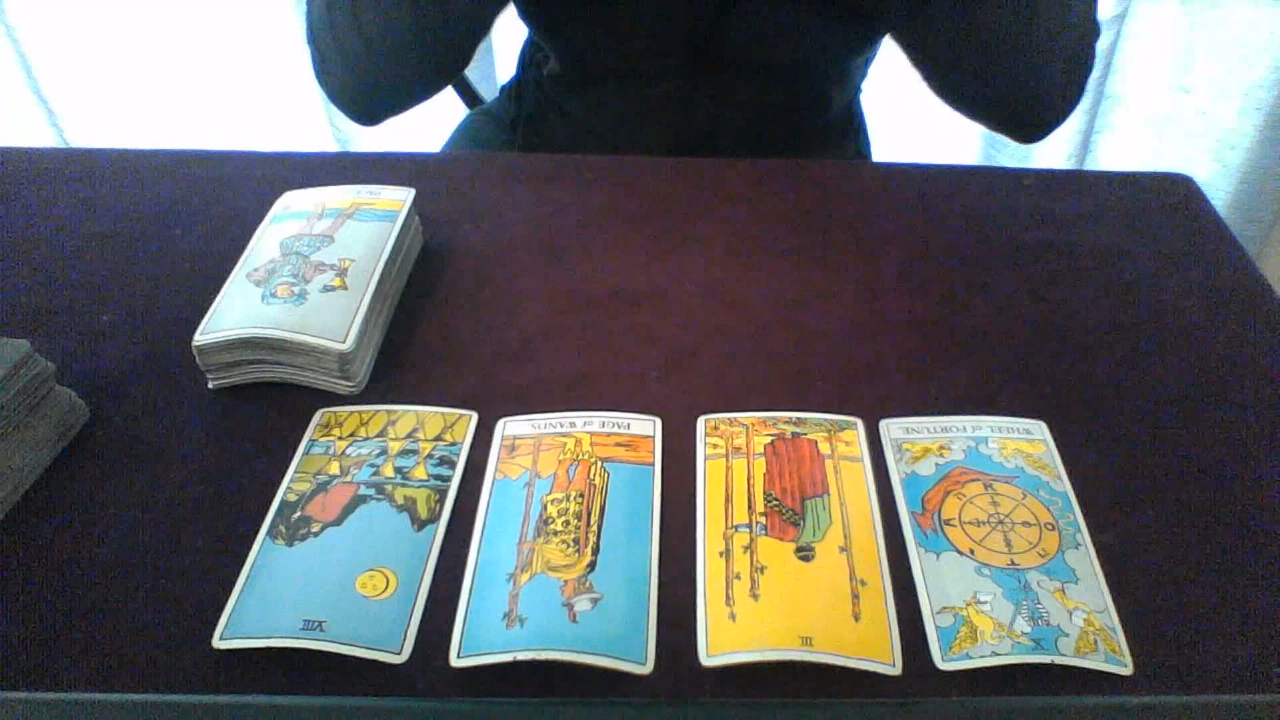 PAGE of WANDS
WHEEL of FORTUNE
A
R
O
T
VIII
III
X